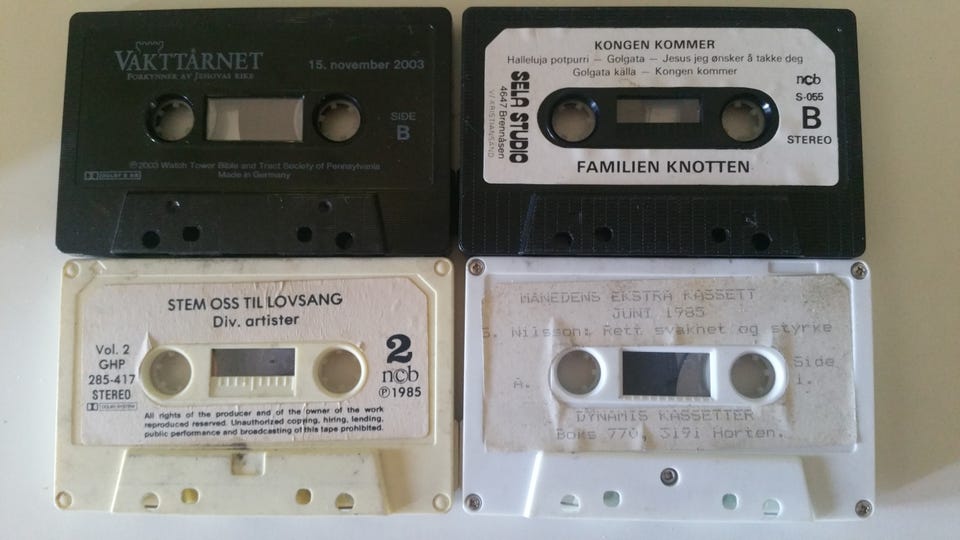 VAKTTÅRNET
FORKYNNER AV JEHOVAS RIKE
15. november 2003
SIDE
B
℗2003 Watch Tower Bible and Tract Society of Pennsylvania
Made in Germany
DOLBY B NR
KONGEN KOMMER
Halleluja potpurri – Golgata – Jesus jeg ønsker å takke deg
Golgata källa – Kongen kommer
SELA STUDIO
4647 Brennåsen
V/KRISTIANSAND
ncb
S-055
B
STEREO
FAMILIEN KNOTTEN
STEM OSS TIL LOVSANG
Div. artister
Vol. 2
GHP
285-417
STEREO
DOLBY SYSTEM
2
ncb
℗1985
All rights of the producer and of the owner of the work
reproduced reserved. Unauthorized copying, hiring, lending,
public performance and broadcasting of this tape prohibited.
MÅNEDENS EKSTRA KASSETT
JUNI 1985
S. Nilsson: Rett svakhet og styrke
A.
Side
1.
DYNAMIS KASSETTER
Boks 770, 3191 Horten.